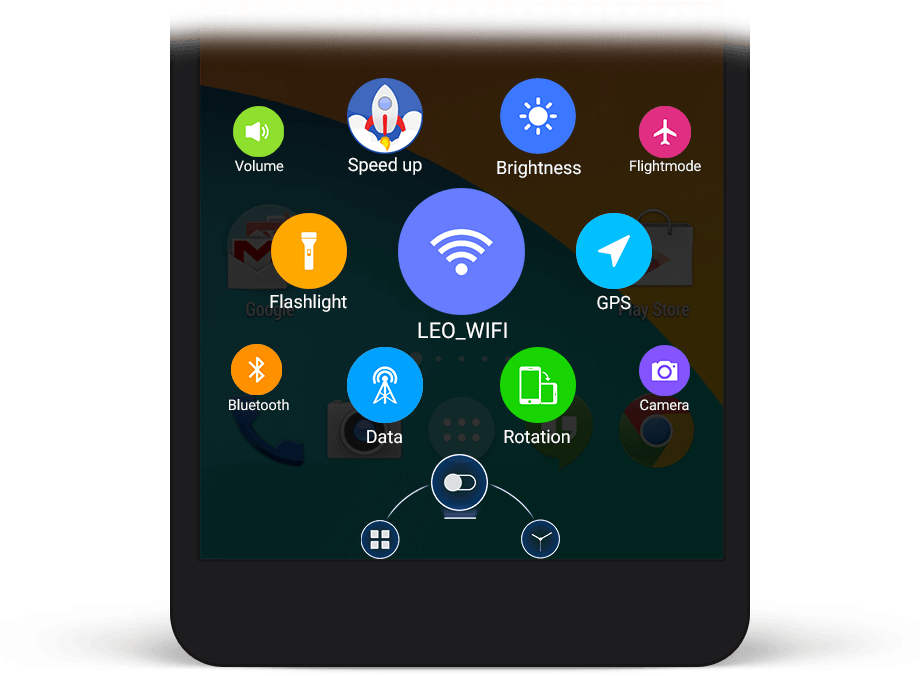 Volume
Speed up
Brightness
Flightmode
Flashlight
GPS
Google
Play Store
LEO_WIFI
Bluetooth
Data
Rotation
Camera